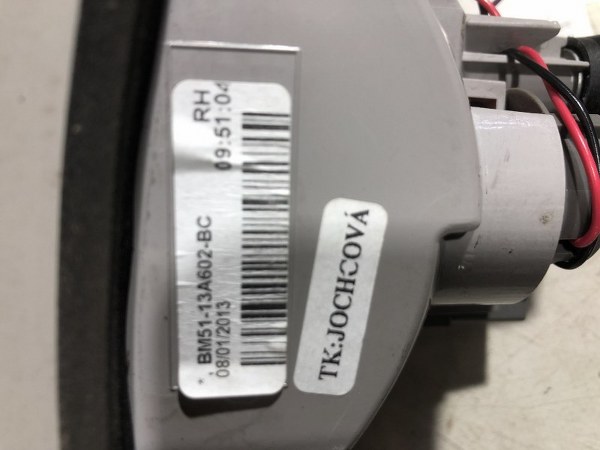 *, BM51-13A602-BC RH
08/01/2013 09:51:04
TK:JOCHCOVÁ